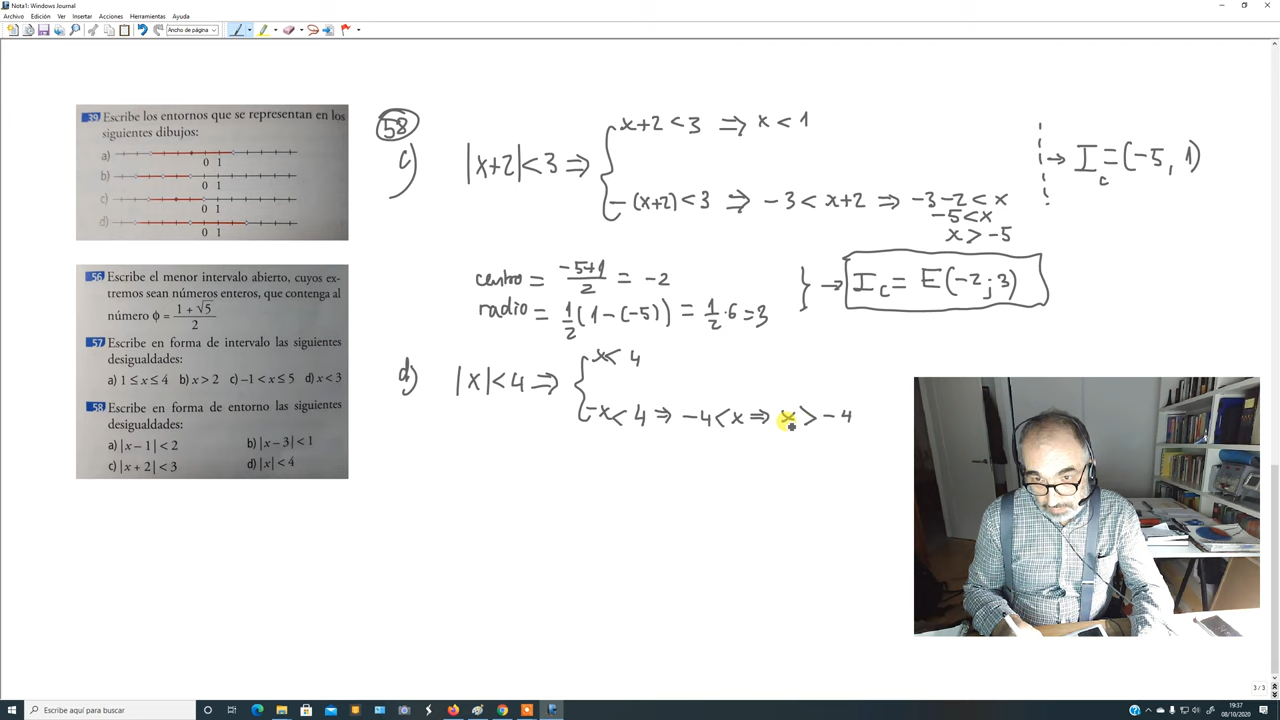 Nota1: Windows Journal
Archivo Edición Ver Insertar Acciones Herramientas Ayuda
Ancho de página
39 Escribe los entornos que se representan en los
siguientes dibujos:
a) 0 1
b) 0 1
c) 0 1
d) 0 1
56 Escribe el menor intervalo abierto, cuyos ex-
tremos sean números enteros, que contenga al
número ϕ = (1 + √5)/2
57 Escribe en forma de intervalo las siguientes
desigualdades:
a) 1 ≤ x ≤ 4 b) x > 2 c) -1 < x ≤ 5 d) x < 3
58 Escribe en forma de entorno las siguientes
desigualdades:
a) |x − 1| < 2 b) |x − 3| < 1
c) |x + 2| < 3 d) |x| < 4
58
c) |x+2| < 3 ⇒
x+2 < 3 ⇒ x < 1
-(x+2) < 3 ⇒ -3 < x+2 ⇒ -3-2 < x
-5 < x
x > -5
→ I_c = (-5, 1)
centro = (-5+1)/2 = -2
radio = 1/2 (1-(-5)) = 1/2 · 6 = 3
→ I_c = E(-2; 3)
d) |x| < 4 ⇒
x < 4
-x < 4 ⇒ -4 < x ⇒ x > -4
3 / 3
Escribe aquí para buscar
19:37
08/10/2020